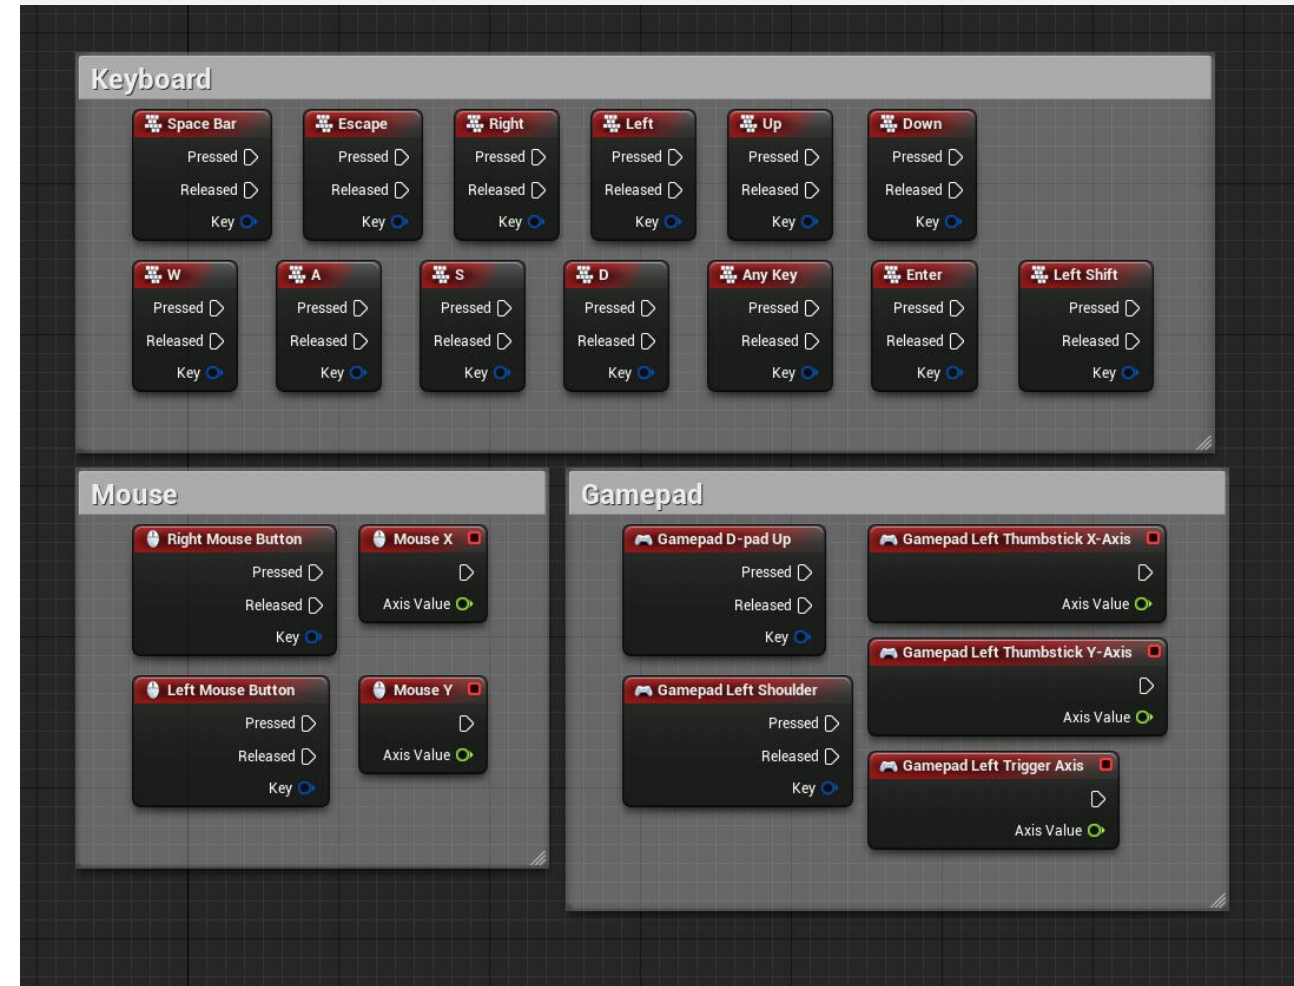 Keyboard
Space Bar
Pressed
Released
Key
Escape
Pressed
Released
Key
Right
Pressed
Released
Key
Left
Pressed
Released
Key
Up
Pressed
Released
Key
Down
Pressed
Released
Key
W
Pressed
Released
Key
A
Pressed
Released
Key
S
Pressed
Released
Key
D
Pressed
Released
Key
Any Key
Pressed
Released
Key
Enter
Pressed
Released
Key
Left Shift
Pressed
Released
Key
Mouse
Right Mouse Button
Pressed
Released
Key
Mouse X
Axis Value
Left Mouse Button
Pressed
Released
Key
Mouse Y
Axis Value
Gamepad
Gamepad D-pad Up
Pressed
Released
Key
Gamepad Left Shoulder
Pressed
Released
Key
Gamepad Left Thumbstick X-Axis
Axis Value
Gamepad Left Thumbstick Y-Axis
Axis Value
Gamepad Left Trigger Axis
Axis Value